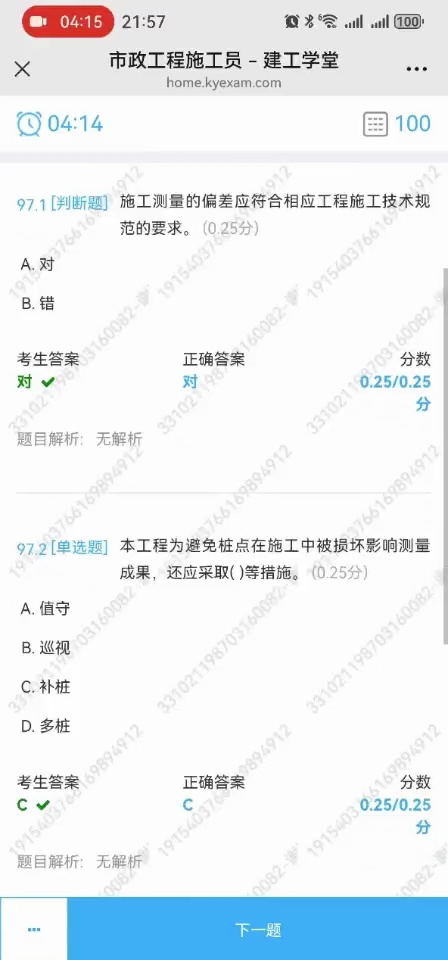 04:15 21:57 6 100
市政工程施工员 - 建工学堂
home.kyexam.com
04:14 100
97.1 [判断题] 施工测量的偏差应符合相应工程施工技术规
范的要求。(0.25分)
A. 对
B. 错
考生答案 正确答案 分数
对 对 0.25/0.25
分
题目解析: 无解析
97.2 [单选题] 本工程为避免桩点在施工中被损坏影响测量
成果，还应采取( )等措施。(0.25分)
A. 值守
B. 巡视
C. 补桩
D. 多桩
考生答案 正确答案 分数
C C 0.25/0.25
分
题目解析: 无解析
... 下一题